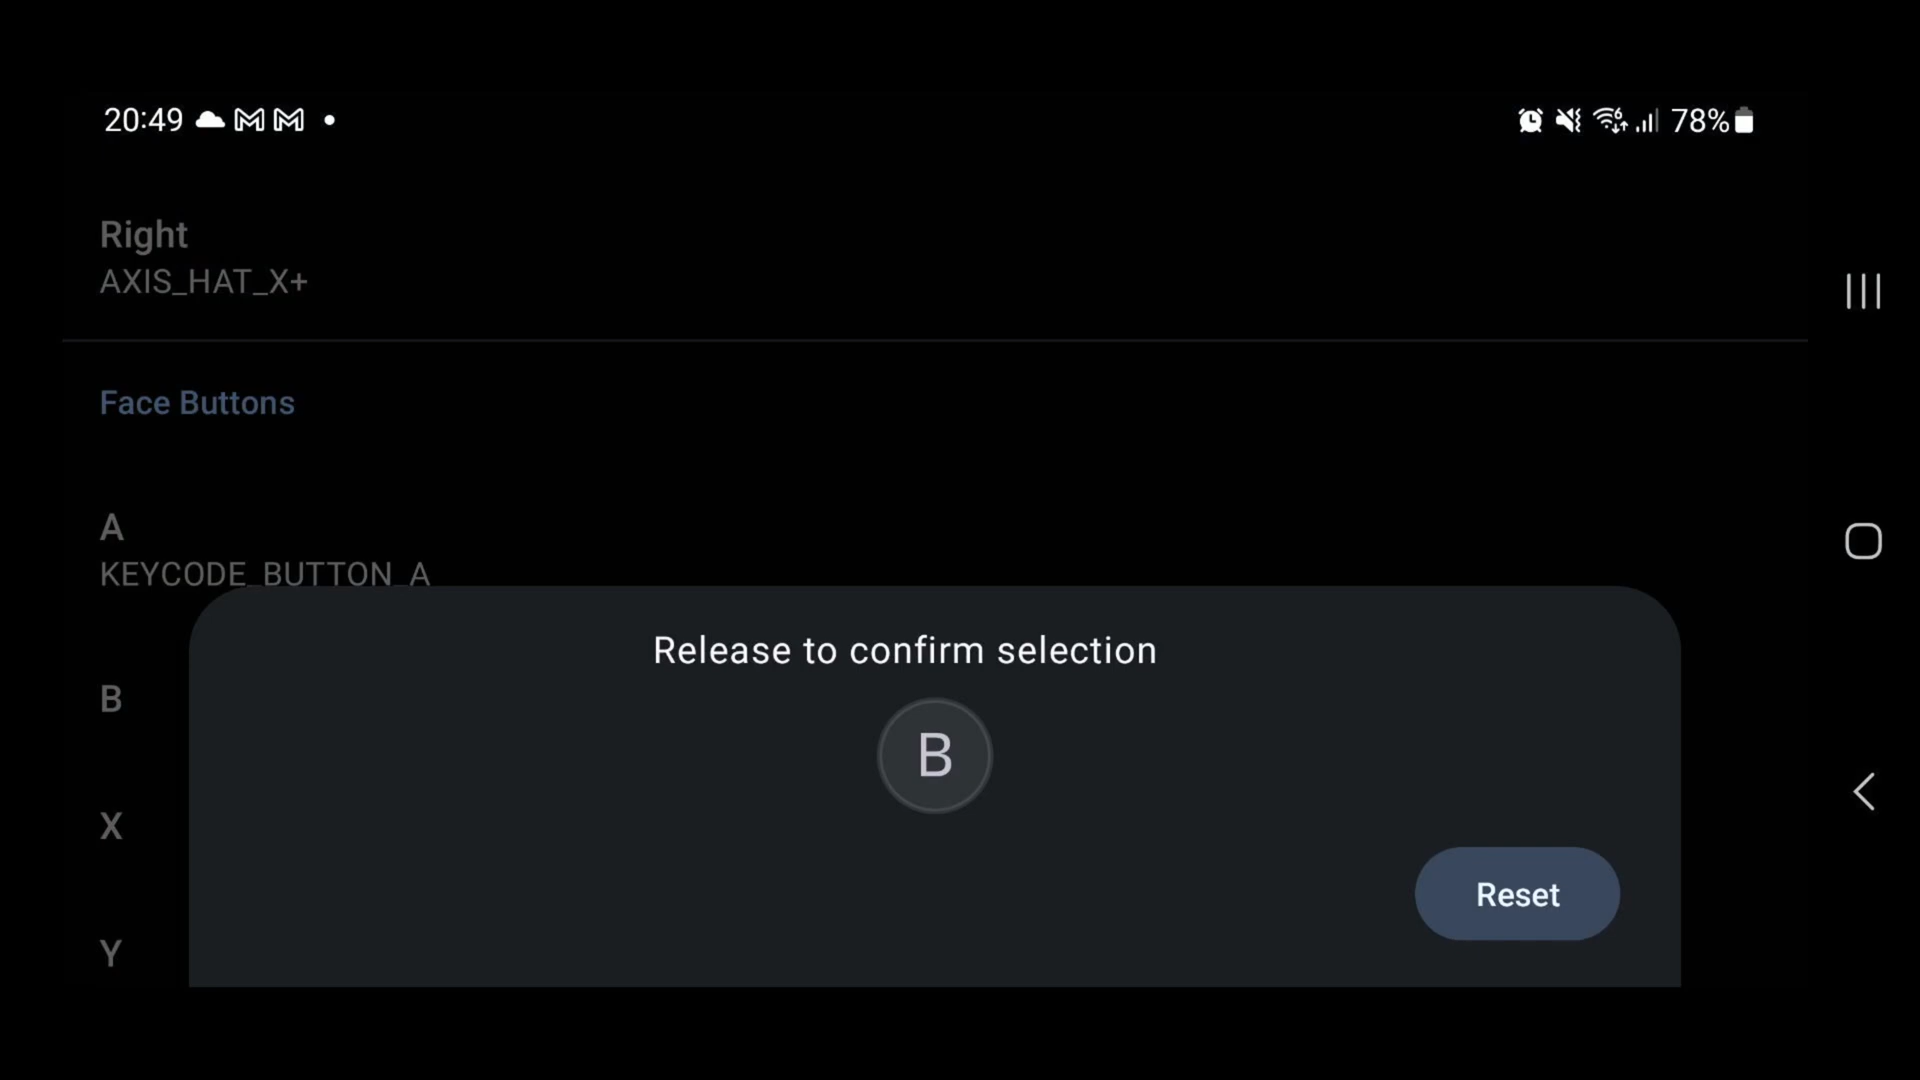 20:49
78%
Right
AXIS_HAT_X+
Face Buttons
A
KEYCODE_BUTTON_A
B
X
Y
Release to confirm selection
B
Reset